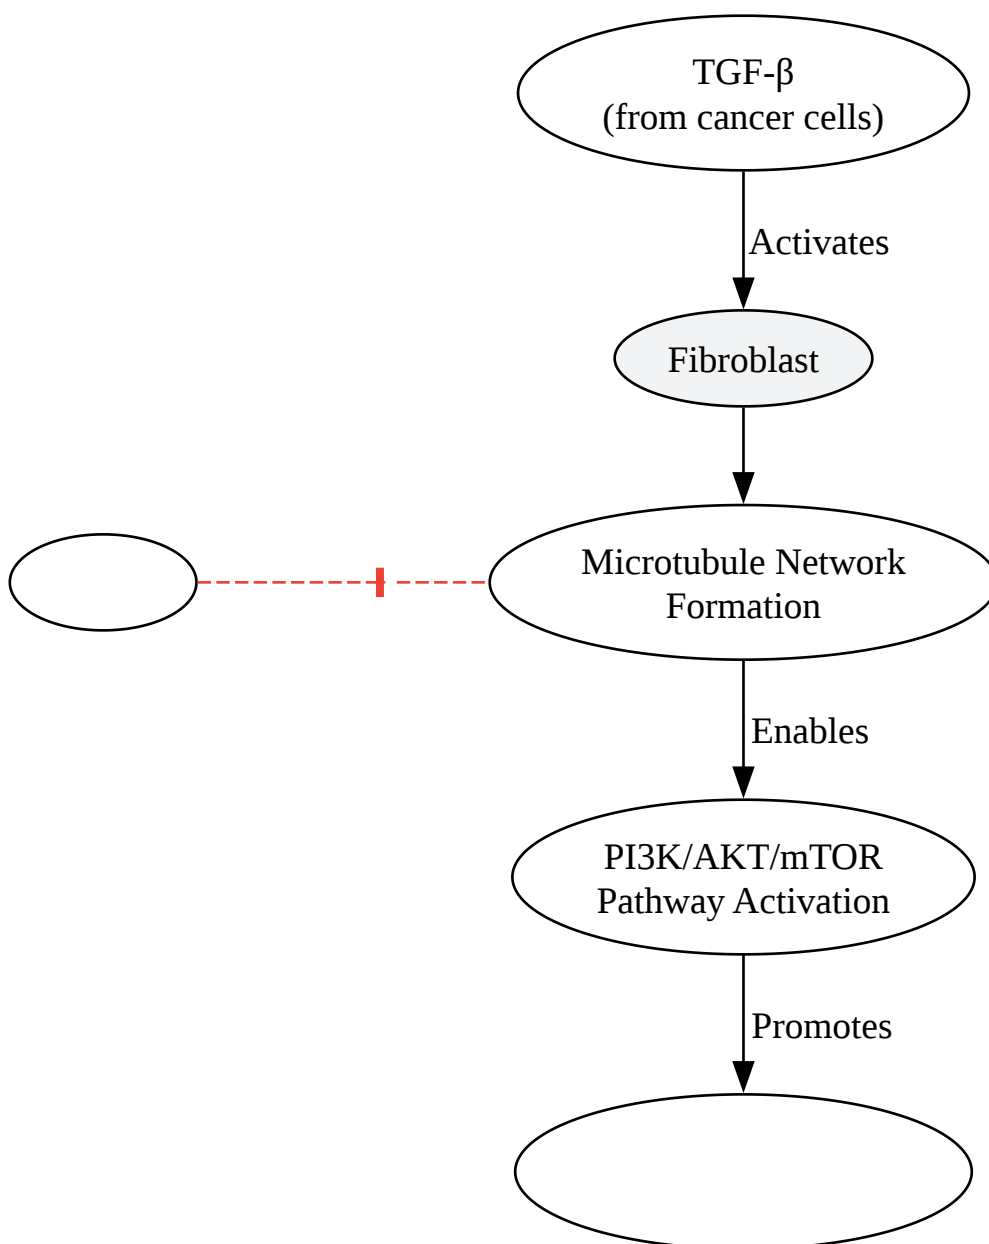 TGF-β
(from cancer cells)
Activates
Fibroblast
Microtubule Network
Formation
Enables
PI3K/AKT/mTOR
Pathway Activation
Promotes